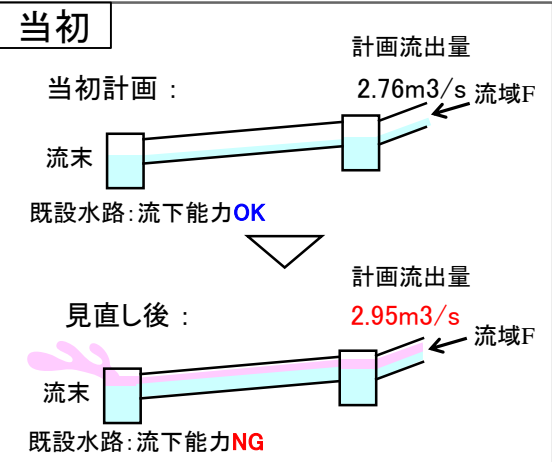 当初
計画流出量
当初計画： 2.76m3/s 流域F
流末
既設水路：流下能力OK
計画流出量
見直し後： 2.95m3/s
流域F
流末
既設水路：流下能力NG